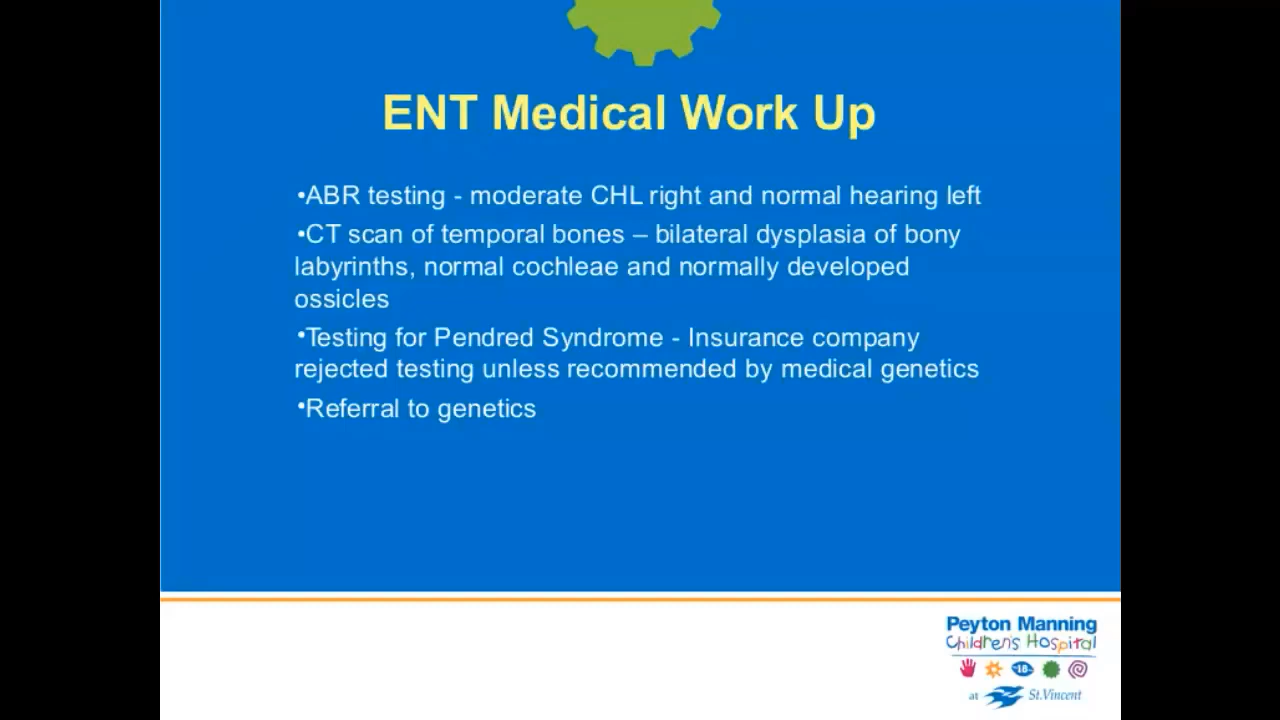 ENT Medical Work Up
•ABR testing - moderate CHL right and normal hearing left
•CT scan of temporal bones – bilateral dysplasia of bony
labyrinths, normal cochleae and normally developed
ossicles
•Testing for Pendred Syndrome - Insurance company
rejected testing unless recommended by medical genetics
•Referral to genetics
Peyton Manning
Children's Hospital
18
at St.Vincent